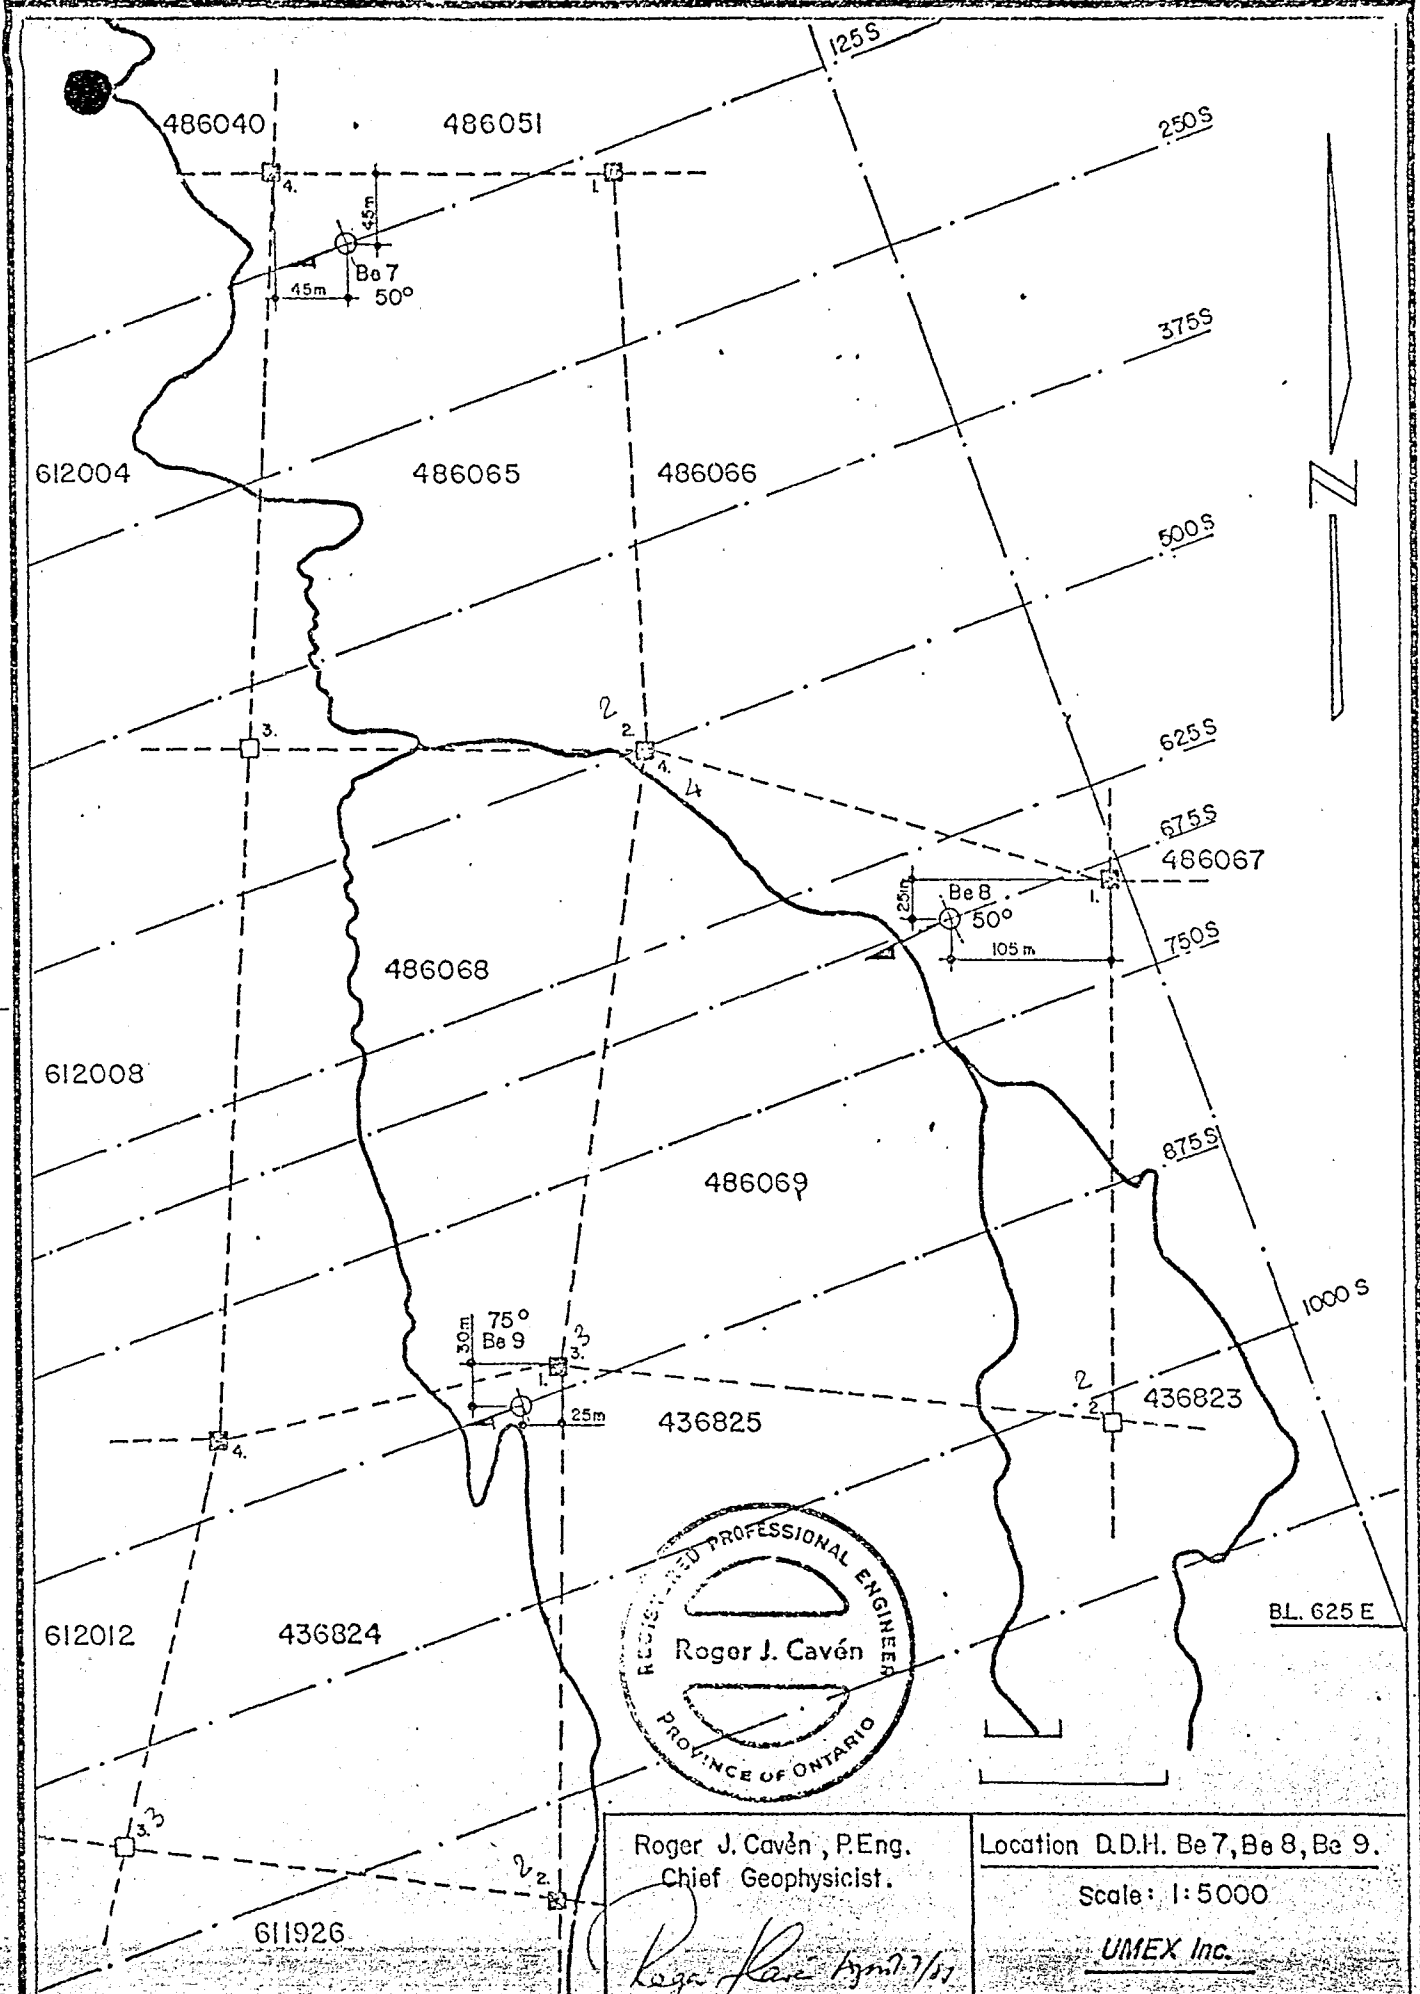 125S
486040
486051
250S
4.
1.
45m
Be 7
45m
50°
375S
612004
486065
486066
500S
2
3.
2.
4.
4
625S
675S
486067
Be 8
1.
25m
50°
105 m
750S
486068
612008
875S
486069
1000 S
75°
30m
Be 9
3
3.
1.
2
436823
2.
25m
436825
4.
REGISTERED PROFESSIONAL ENGINEER
Roger J. Cavén
PROVINCE OF ONTARIO
BL. 625 E
612012
436824
3.
3
2
2.
611926
N
Roger J. Cavén, P.Eng.
Chief Geophysicist.
Location D.D.H. Be 7, Be 8, Be 9.
Scale: 1:5000
UMEX Inc.